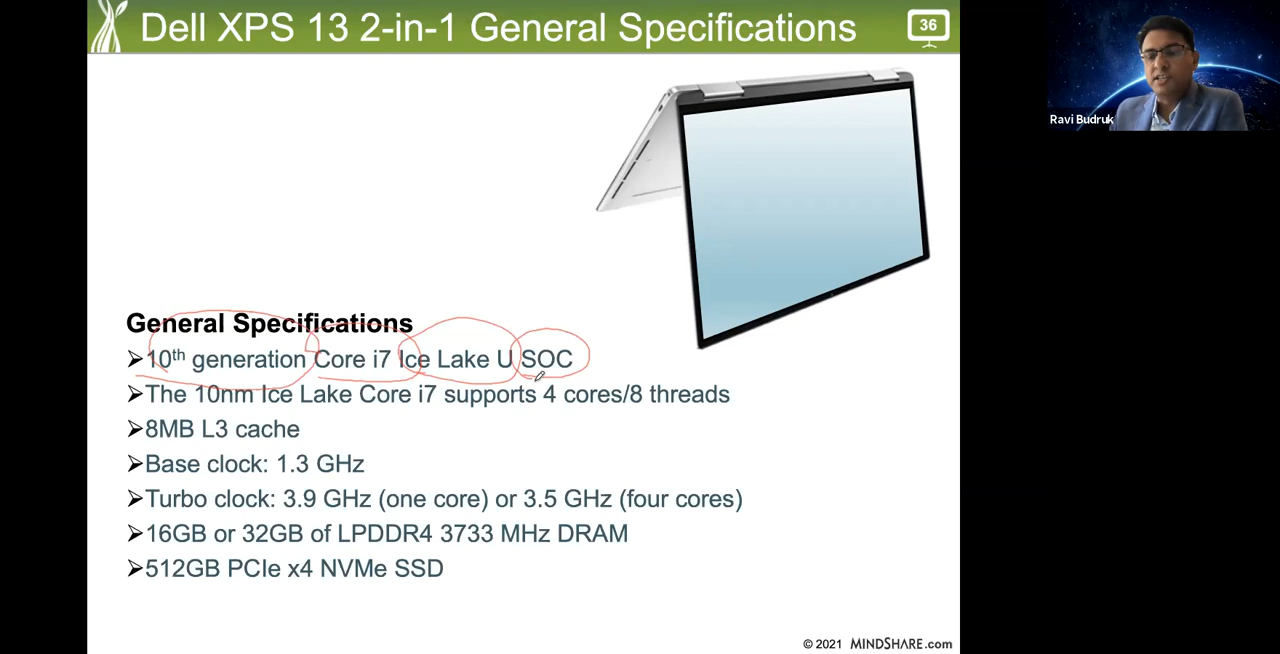 Dell XPS 13 2-in-1 General Specifications
36
Ravi Budruk
General Specifications
➢10th generation Core i7 Ice Lake U SOC
➢The 10nm Ice Lake Core i7 supports 4 cores/8 threads
➢8MB L3 cache
➢Base clock: 1.3 GHz
➢Turbo clock: 3.9 GHz (one core) or 3.5 GHz (four cores)
➢16GB or 32GB of LPDDR4 3733 MHz DRAM
➢512GB PCIe x4 NVMe SSD
© 2021 MINDSHARE.com